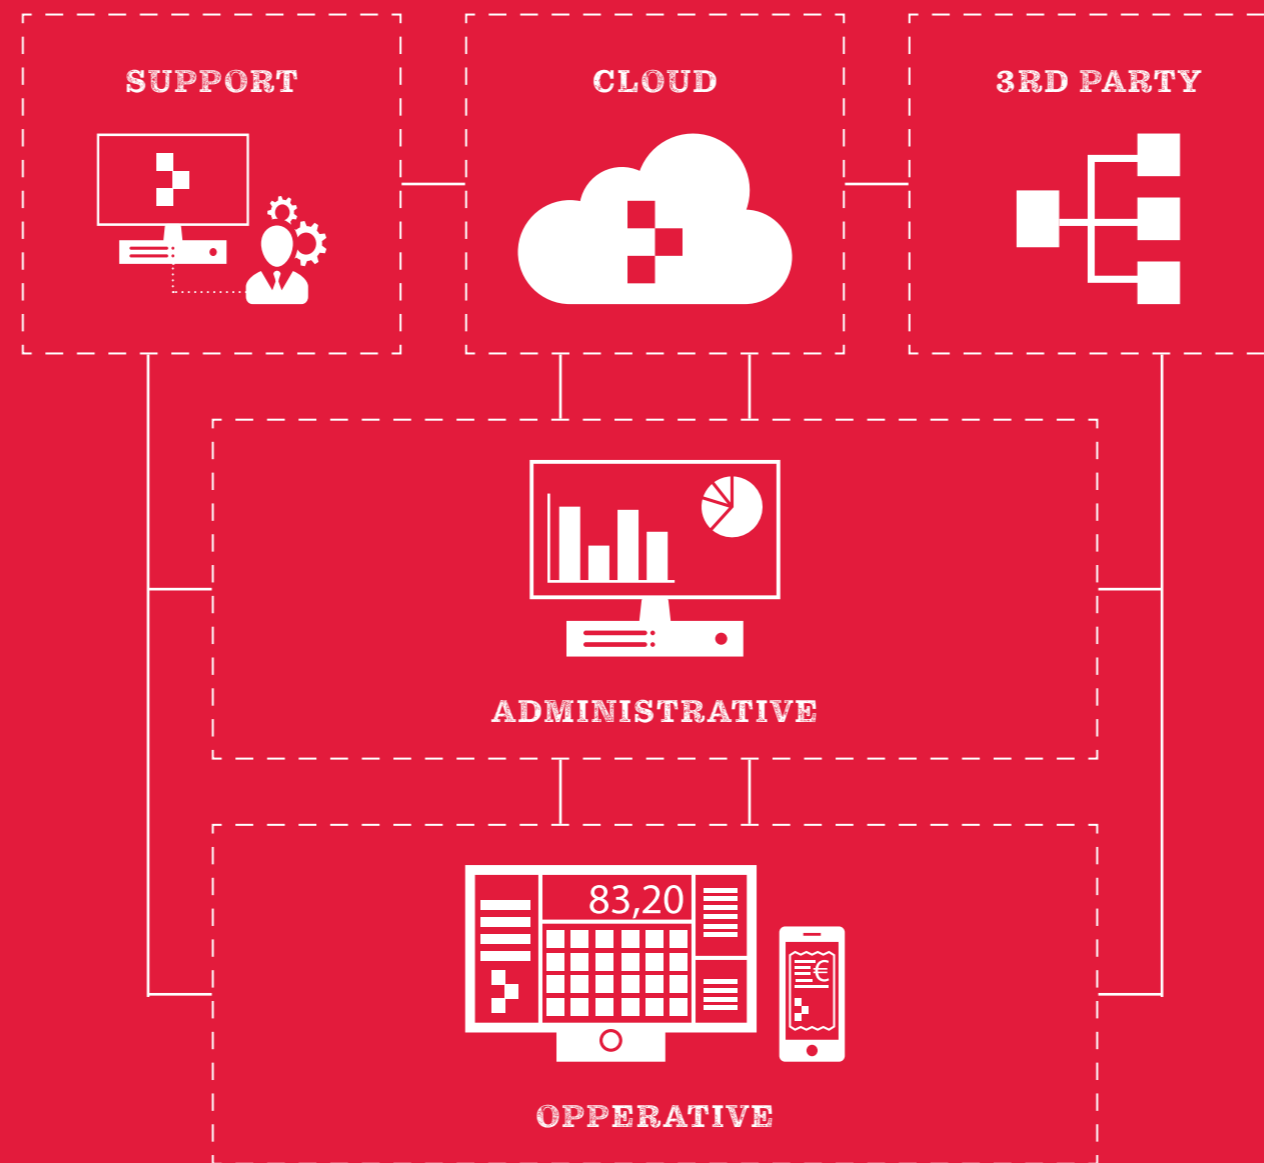 SUPPORT
CLOUD
3RD PARTY
ADMINISTRATIVE
83,20
€
OPPERATIVE